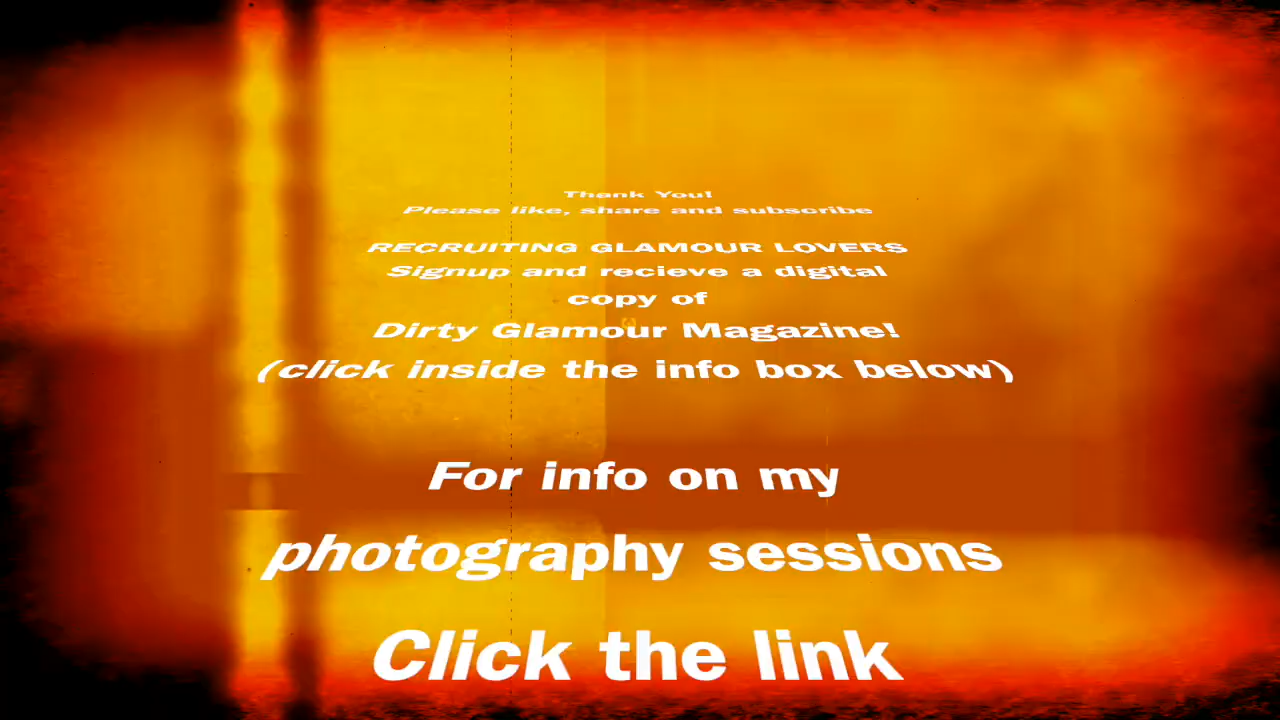 Thank You!
Please like, share and subscribe
RECRUITING GLAMOUR LOVERS
Signup and recieve a digital
copy of
Dirty Glamour Magazine!
(click inside the info box below)
For info on my
photography sessions
Click the link